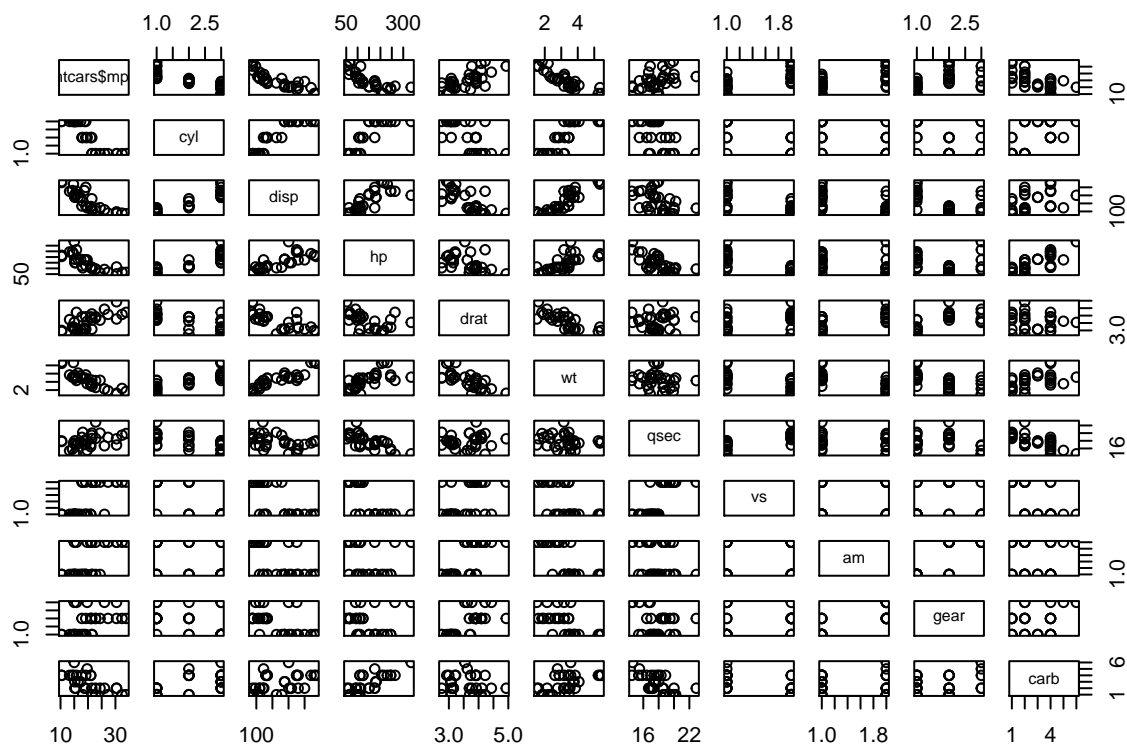 1.0 2.5 50 300 2 4 1.0 1.8 1.0 2.5
mtcars$mp 10
1.0 cyl
disp 100
50 hp
drat 3.0
2 wt
qsec 16
1.0 vs
am 1.0
1.0 gear
carb 1 6
10 30 100 3.0 5.0 16 22 1.0 1.8 1 4